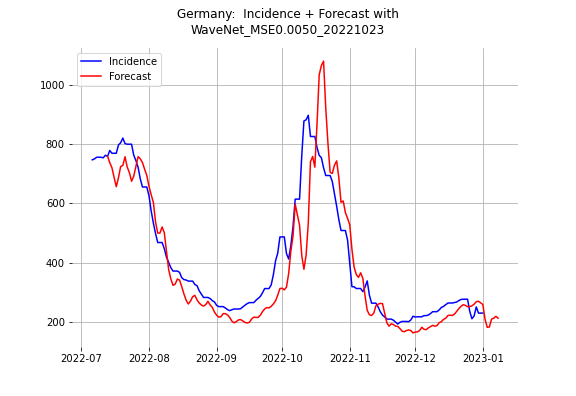 Germany:  Incidence + Forecast with
WaveNet_MSE0.0050_20221023
Incidence
Forecast
1000
800
600
400
200
2022-07 2022-08 2022-09 2022-10 2022-11 2022-12 2023-01